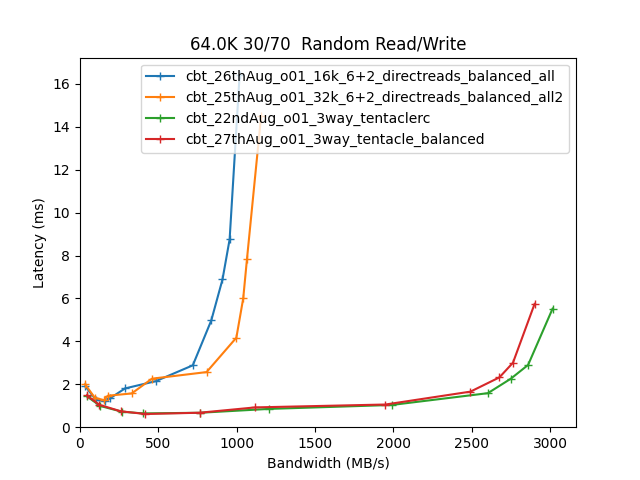 64.0K 30/70 Random Read/Write
cbt_26thAug_o01_16k_6+2_directreads_balanced_all
cbt_25thAug_o01_32k_6+2_directreads_balanced_all2
cbt_22ndAug_o01_3way_tentaclerc
cbt_27thAug_o01_3way_tentacle_balanced
16
14
12
10
8
6
4
2
0
Latency (ms)
0 500 1000 1500 2000 2500 3000
Bandwidth (MB/s)